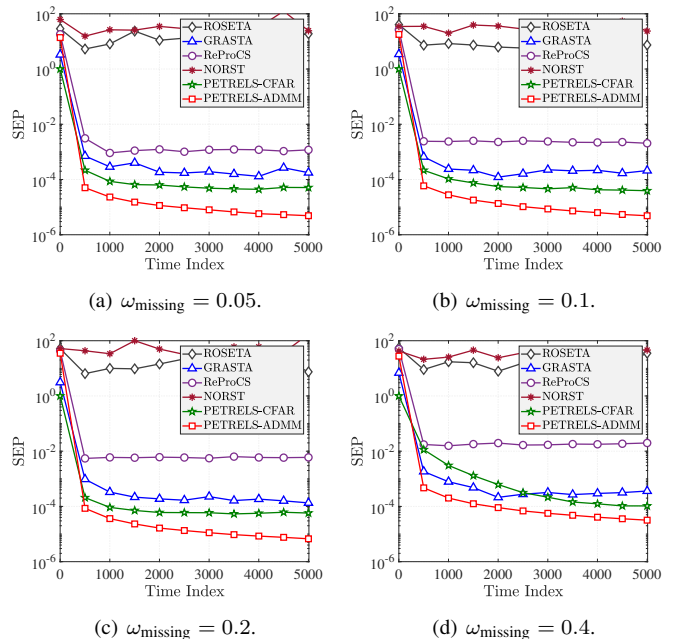 10^2
10^0
10^-2
10^-4
10^-6
SEP
ROSETA
GRASTA
ReProCS
NORST
PETRELS-CFAR
PETRELS-ADMM
0 1000 2000 3000 4000 5000
Time Index
(a) ω_missing = 0.05.
10^2
10^0
10^-2
10^-4
10^-6
SEP
ROSETA
GRASTA
ReProCS
NORST
PETRELS-CFAR
PETRELS-ADMM
0 1000 2000 3000 4000 5000
Time Index
(b) ω_missing = 0.1.
10^2
10^0
10^-2
10^-4
10^-6
SEP
ROSETA
GRASTA
ReProCS
NORST
PETRELS-CFAR
PETRELS-ADMM
0 1000 2000 3000 4000 5000
Time Index
(c) ω_missing = 0.2.
10^2
10^0
10^-2
10^-4
10^-6
SEP
ROSETA
GRASTA
ReProCS
NORST
PETRELS-CFAR
PETRELS-ADMM
0 1000 2000 3000 4000 5000
Time Index
(d) ω_missing = 0.4.